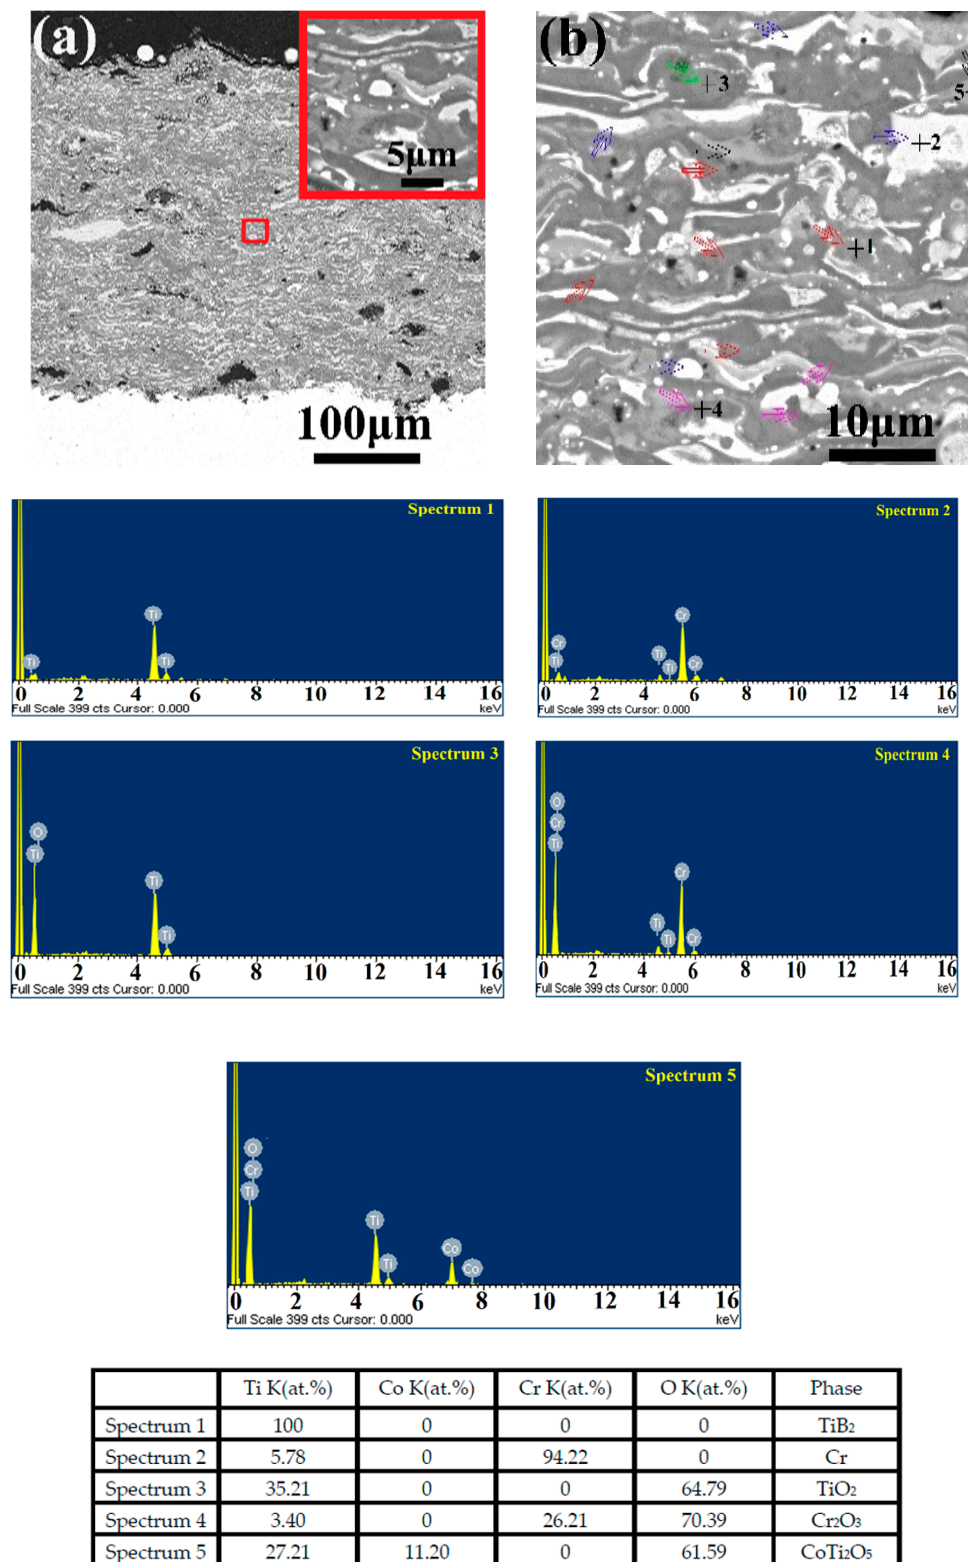 (a)
5μm
100μm
(b)
+3
5+
+2
+1
+4
10μm
Spectrum 1
Ti
Ti
Ti
0 2 4 6 8 10 12 14 16
Full Scale 399 cts Cursor: 0.000 keV
Spectrum 2
Cr
Cr
Ti
Ti
Ti
Cr
0 2 4 6 8 10 12 14 16
Full Scale 399 cts Cursor: 0.000 keV
Spectrum 3
O
Ti
Ti
Ti
0 2 4 6 8 10 12 14 16
Full Scale 399 cts Cursor: 0.000 keV
Spectrum 4
O
Cr
Ti
Cr
Ti
Ti
Cr
0 2 4 6 8 10 12 14 16
Full Scale 399 cts Cursor: 0.000 keV
Spectrum 5
O
Cr
Ti
Ti
Ti
Co
Co
0 2 4 6 8 10 12 14 16
Full Scale 399 cts Cursor: 0.000 keV
Ti K(at.%) Co K(at.%) Cr K(at.%) O K(at.%) Phase
Spectrum 1 100 0 0 0 TiB₂
Spectrum 2 5.78 0 94.22 0 Cr
Spectrum 3 35.21 0 0 64.79 TiO₂
Spectrum 4 3.40 0 26.21 70.39 Cr₂O₃
Spectrum 5 27.21 11.20 0 61.59 CoTi₂O₅